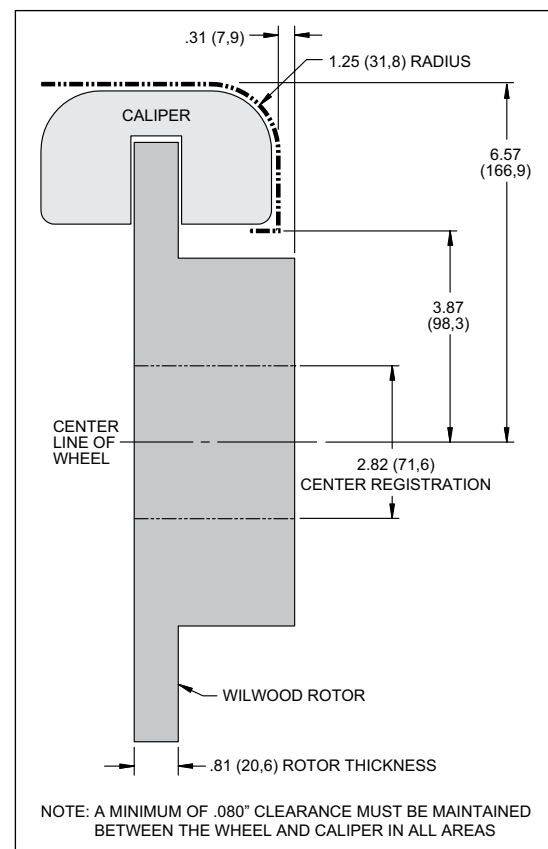 .31 (7,9)
1.25 (31,8) RADIUS
CALIPER
6.57
(166,9)
3.87
(98,3)
CENTER
LINE OF
WHEEL
2.82 (71,6)
CENTER REGISTRATION
WILWOOD ROTOR
.81 (20,6) ROTOR THICKNESS
NOTE: A MINIMUM OF .080" CLEARANCE MUST BE MAINTAINED
BETWEEN THE WHEEL AND CALIPER IN ALL AREAS